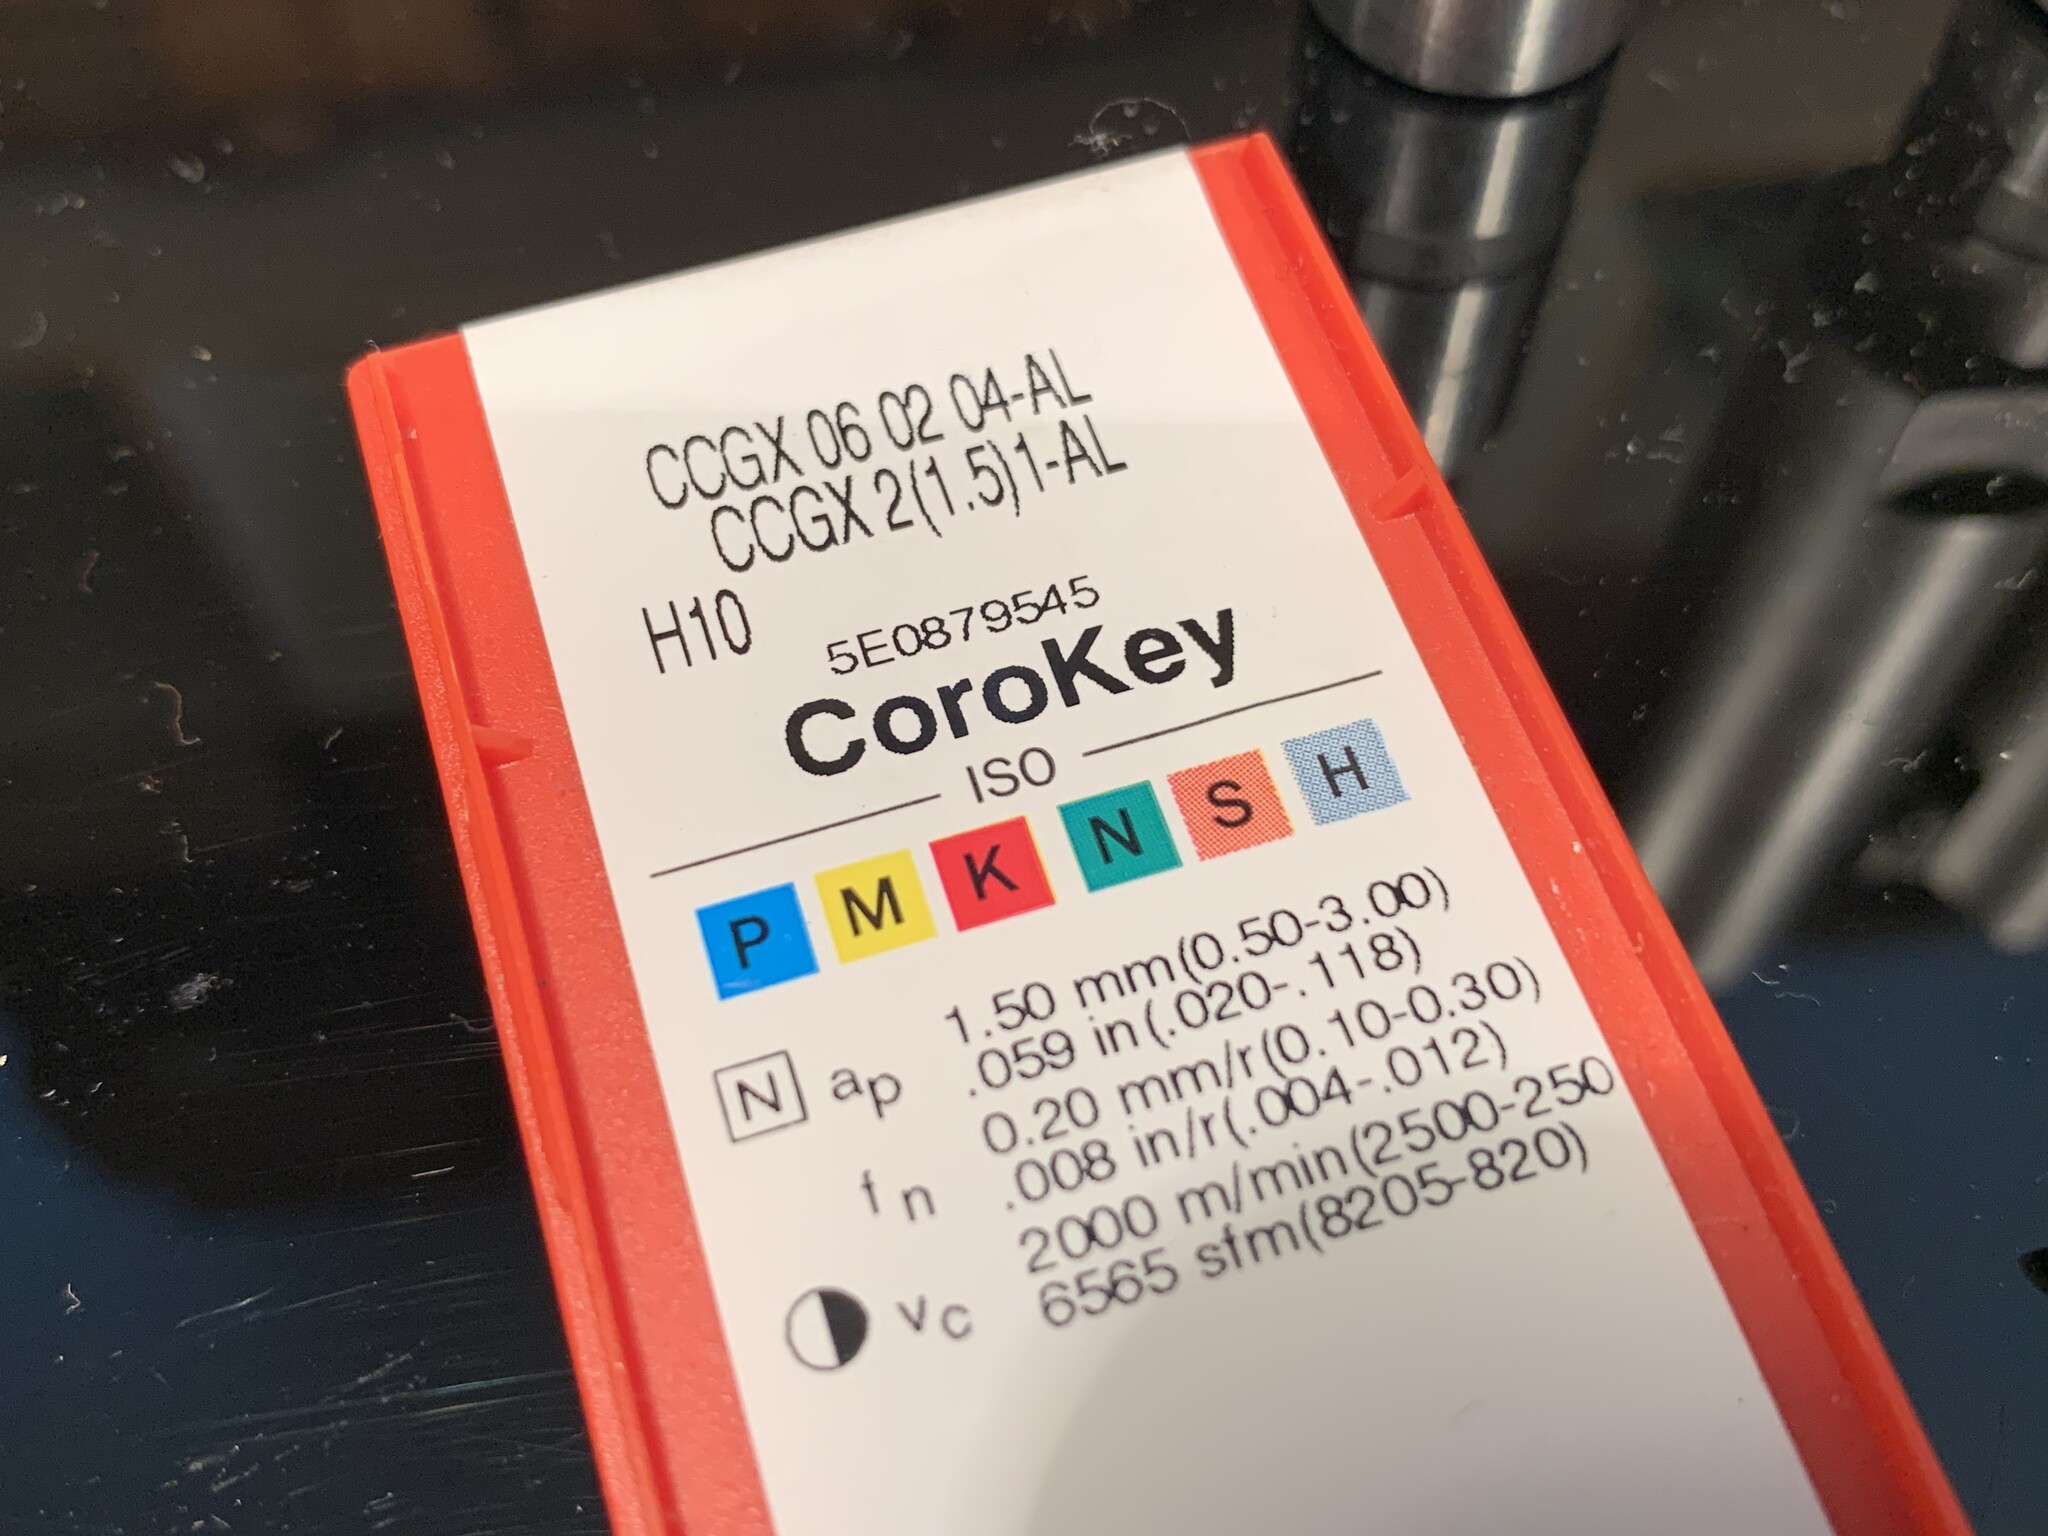 CCGX 06 02 04-AL
CCGX 2(1.5)1-AL
H10
5E0879545
CoroKey
ISO
P M K N S H
1.50 mm(0.50-3.00)
N ap .059 in(.020-.118)
0.20 mm/r(0.10-0.30)
fn .008 in/r(.004-.012)
2000 m/min(2500-250
vc 6565 sfm(8205-820)